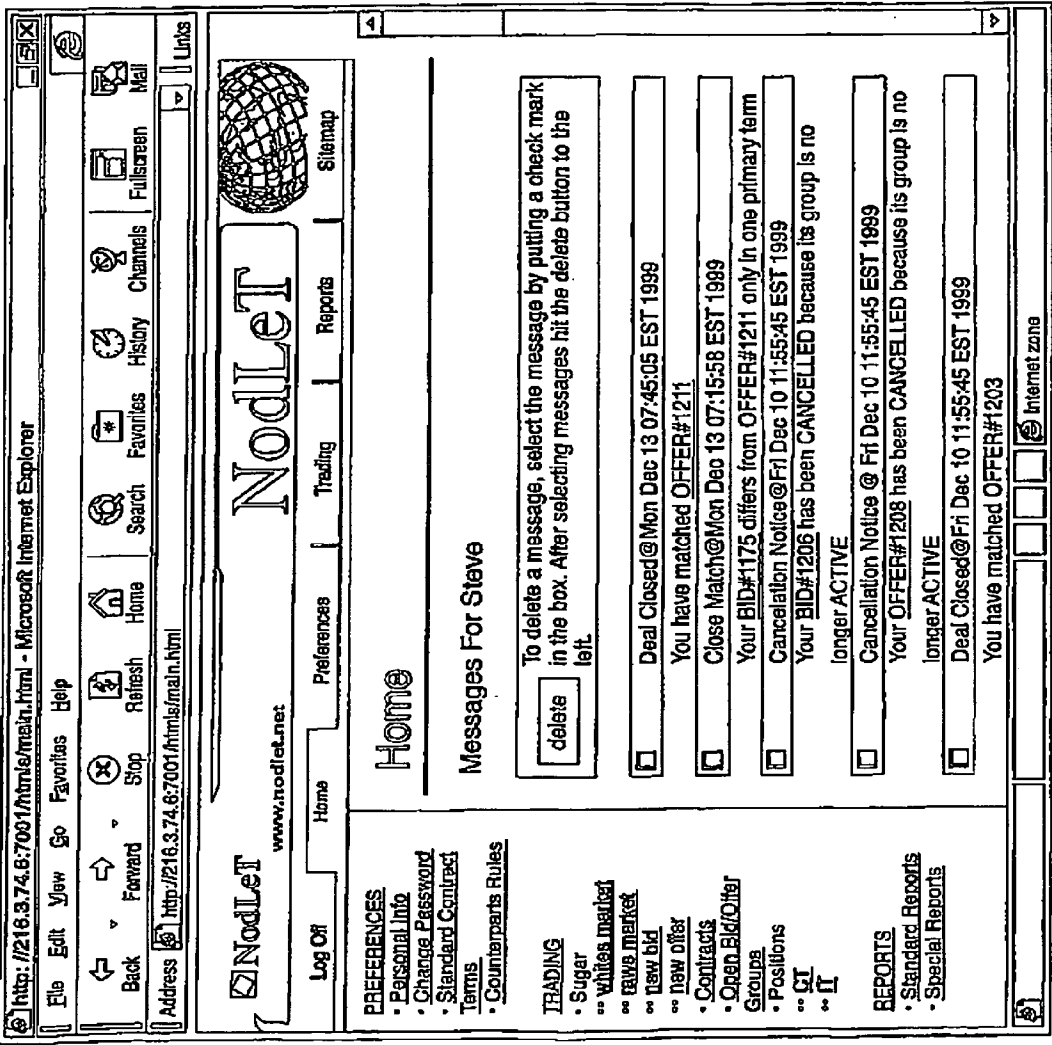 http: //216.3.74.6:7001/htmls/main.html - Microsoft Internet Explorer
File Edit View Go Favorites Help
Back Forward Stop Refresh Home Search Favorites History Channels Fullscreen Mail
Address http://216.3.74.6:7001/htmls/main.html Links
NodLeT
www.nodlet.net
NodLeT
Log Off Home Preferences Trading Reports Sitemap
PREFERENCES
· Personal Info
· Change Password
· Standard Contract
Terms
· Counterparts Rules
TRADING
· Sugar
∞ whites market
∞ raws market
∞ new bid
∞ new offer
· Contracts
· Open Bid/Offer
Groups
· Positions
∞ CT
∞ IT
REPORTS
· Standard Reports
· Special Reports
Home
Messages For Steve
delete
To delete a message, select the message by putting a check mark
in the box. After selecting messages hit the delete button to the
left.
Deal Closed@Mon Dec 13 07:45:05 EST 1999
You have matched OFFER#1211
Close Match@Mon Dec 13 07:15:58 EST 1999
Your BID#1175 differs from OFFER#1211 only in one primary term
Cancelation Notice@Fri Dec 10 11:55:45 EST 1999
Your BID#1206 has been CANCELLED because its group is no
longer ACTIVE
Cancellation Notice @ Fri Dec 10 11:55:45 EST 1999
Your OFFER#1208 has been CANCELLED because its group is no
longer ACTIVE
Deal Closed@Fri Dec 10 11:55:45 EST 1999
You have matched OFFER#1203
Internet zone